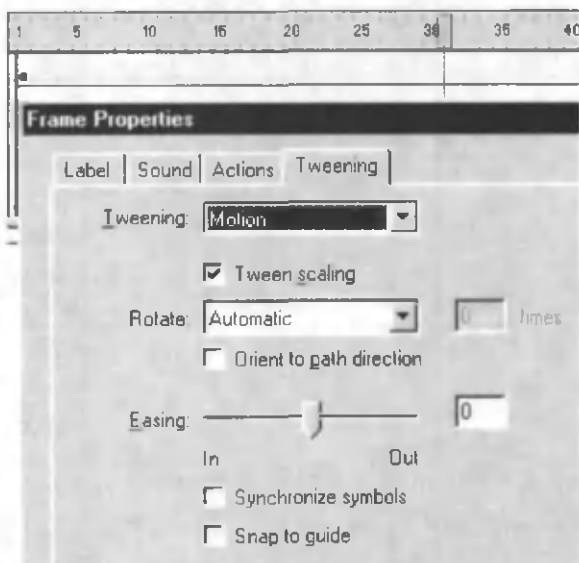 1 5 10 15 20 25 30 35 40
Frame Properties
Label Sound Actions Tweening
Tweening: Motion
Tween scaling
Rotate: Automatic 0 times
Orient to path direction
Easing: 0
In Out
Synchronize symbols
Snap to guide